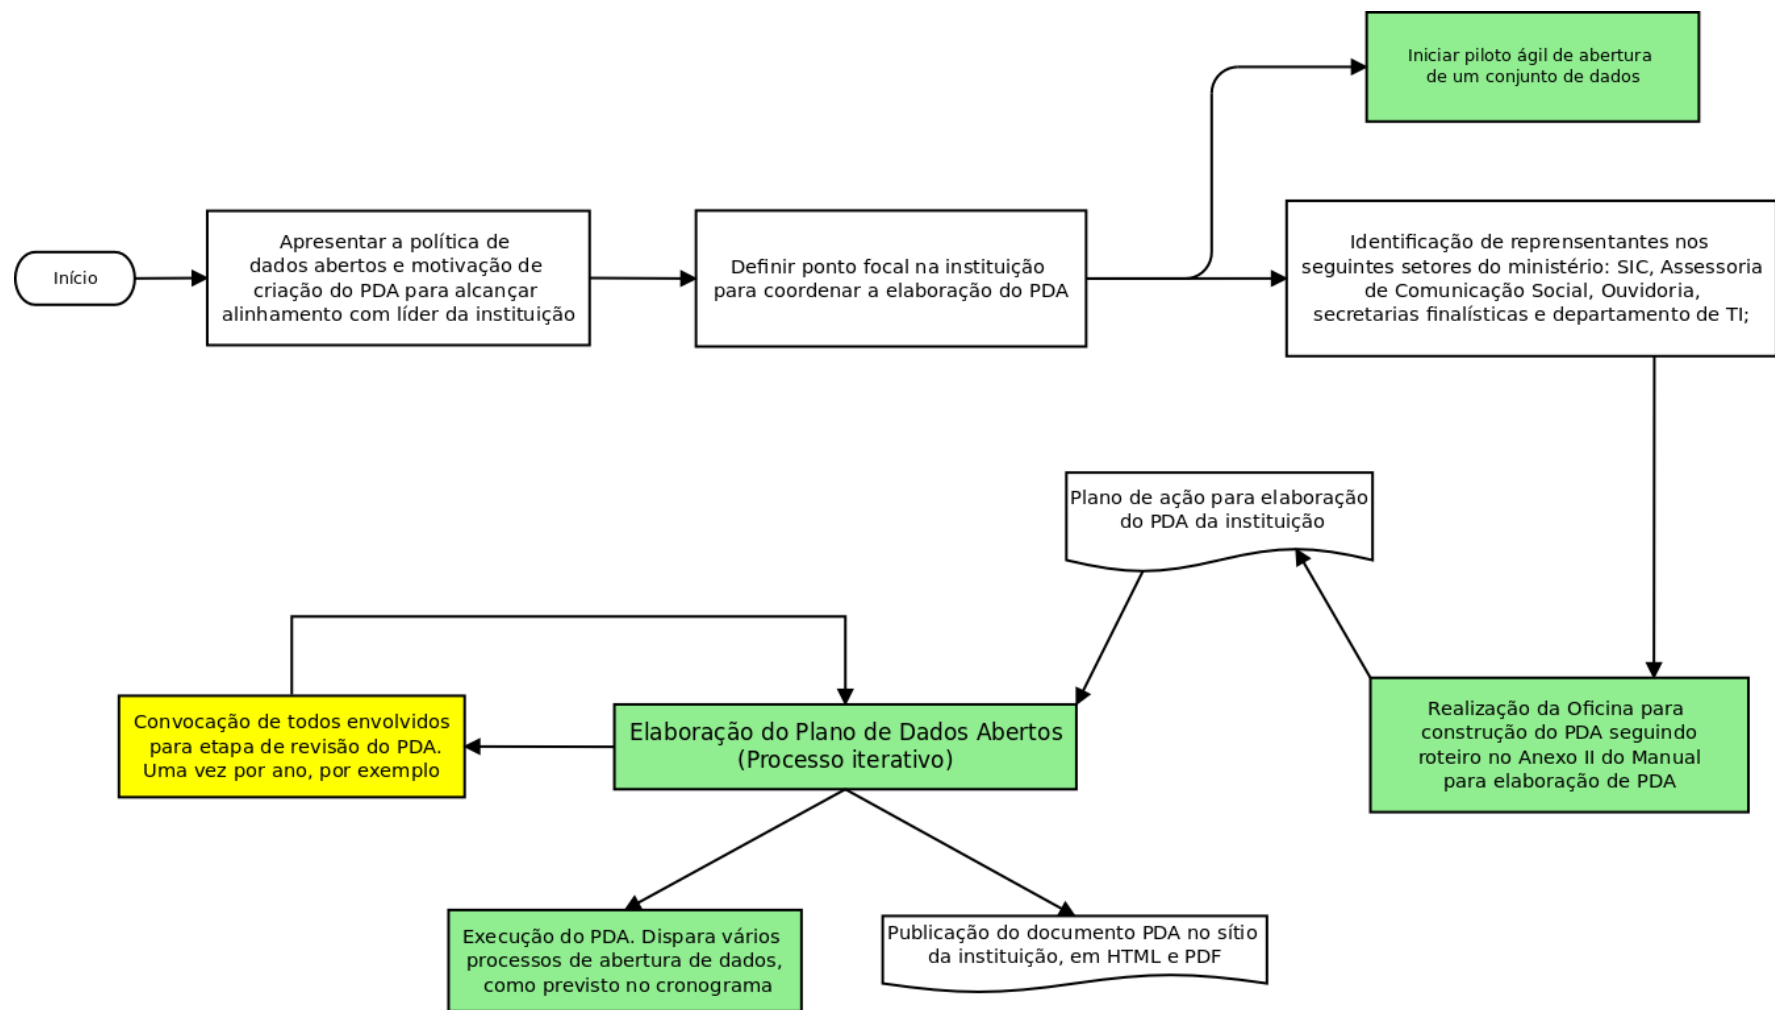 Iniciar piloto ágil de abertura
de um conjunto de dados
Início
Apresentar a política de
dados abertos e motivação de
criação do PDA para alcançar
alinhamento com líder da instituição
Definir ponto focal na instituição
para coordenar a elaboração do PDA
Identificação de reprensentantes nos
seguintes setores do ministério: SIC, Assessoria
de Comunicação Social, Ouvidoria,
secretarias finalísticas e departamento de TI;
Plano de ação para elaboração
do PDA da instituição
Convocação de todos envolvidos
para etapa de revisão do PDA.
Uma vez por ano, por exemplo
Elaboração do Plano de Dados Abertos
(Processo iterativo)
Realização da Oficina para
construção do PDA seguindo
roteiro no Anexo II do Manual
para elaboração de PDA
Execução do PDA. Dispara vários
processos de abertura de dados,
como previsto no cronograma
Publicação do documento PDA no sítio
da instituição, em HTML e PDF